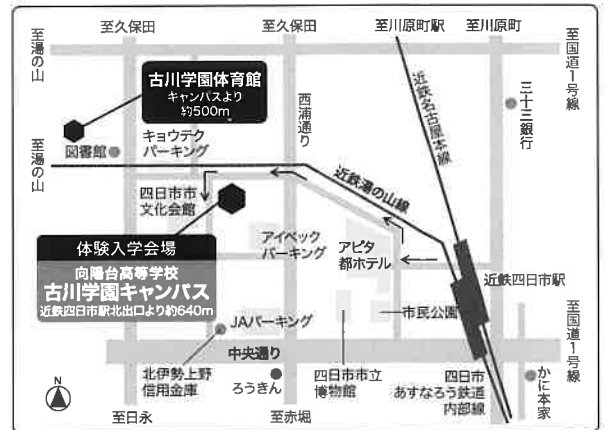 至久保田
至久保田
至川原町駅
至川原町
至湯の山
至国道1号線
古川学園体育館
キャンパスより
約500m
西浦通り
近鉄名古屋本線
三十三銀行
キョウテク
パーキング
図書館
至湯の山
近鉄湯の山線
四日市市
文化会館
体験入学会場
向陽台高等学校
古川学園キャンパス
近鉄四日市駅北出口より約640m
アイペック
パーキング
アピタ
都ホテル
近鉄四日市駅
市民公園
JAパーキング
至国道1号線
中央通り
北伊勢上野
信用金庫
ろうきん
四日市市立
博物館
四日市
あすなろう鉄道
内部線
かに本家
N
至日永
至赤堀